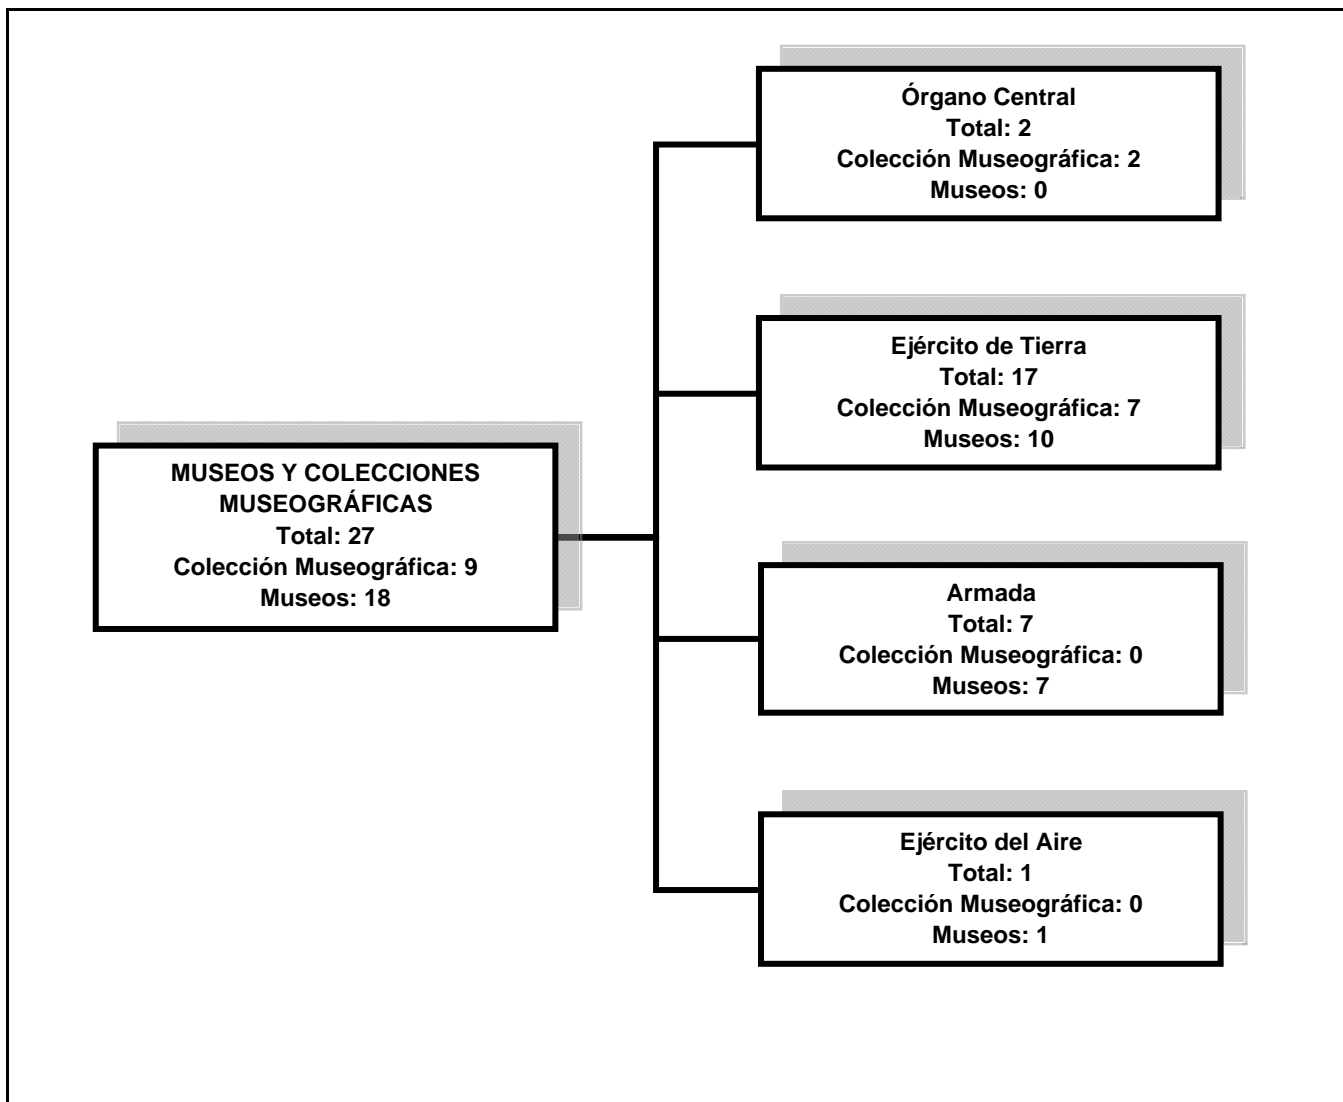 MUSEOS Y COLECCIONES
MUSEOGRÁFICAS
Total: 27
Colección Museográfica: 9
Museos: 18
Órgano Central
Total: 2
Colección Museográfica: 2
Museos: 0
Ejército de Tierra
Total: 17
Colección Museográfica: 7
Museos: 10
Armada
Total: 7
Colección Museográfica: 0
Museos: 7
Ejército del Aire
Total: 1
Colección Museográfica: 0
Museos: 1